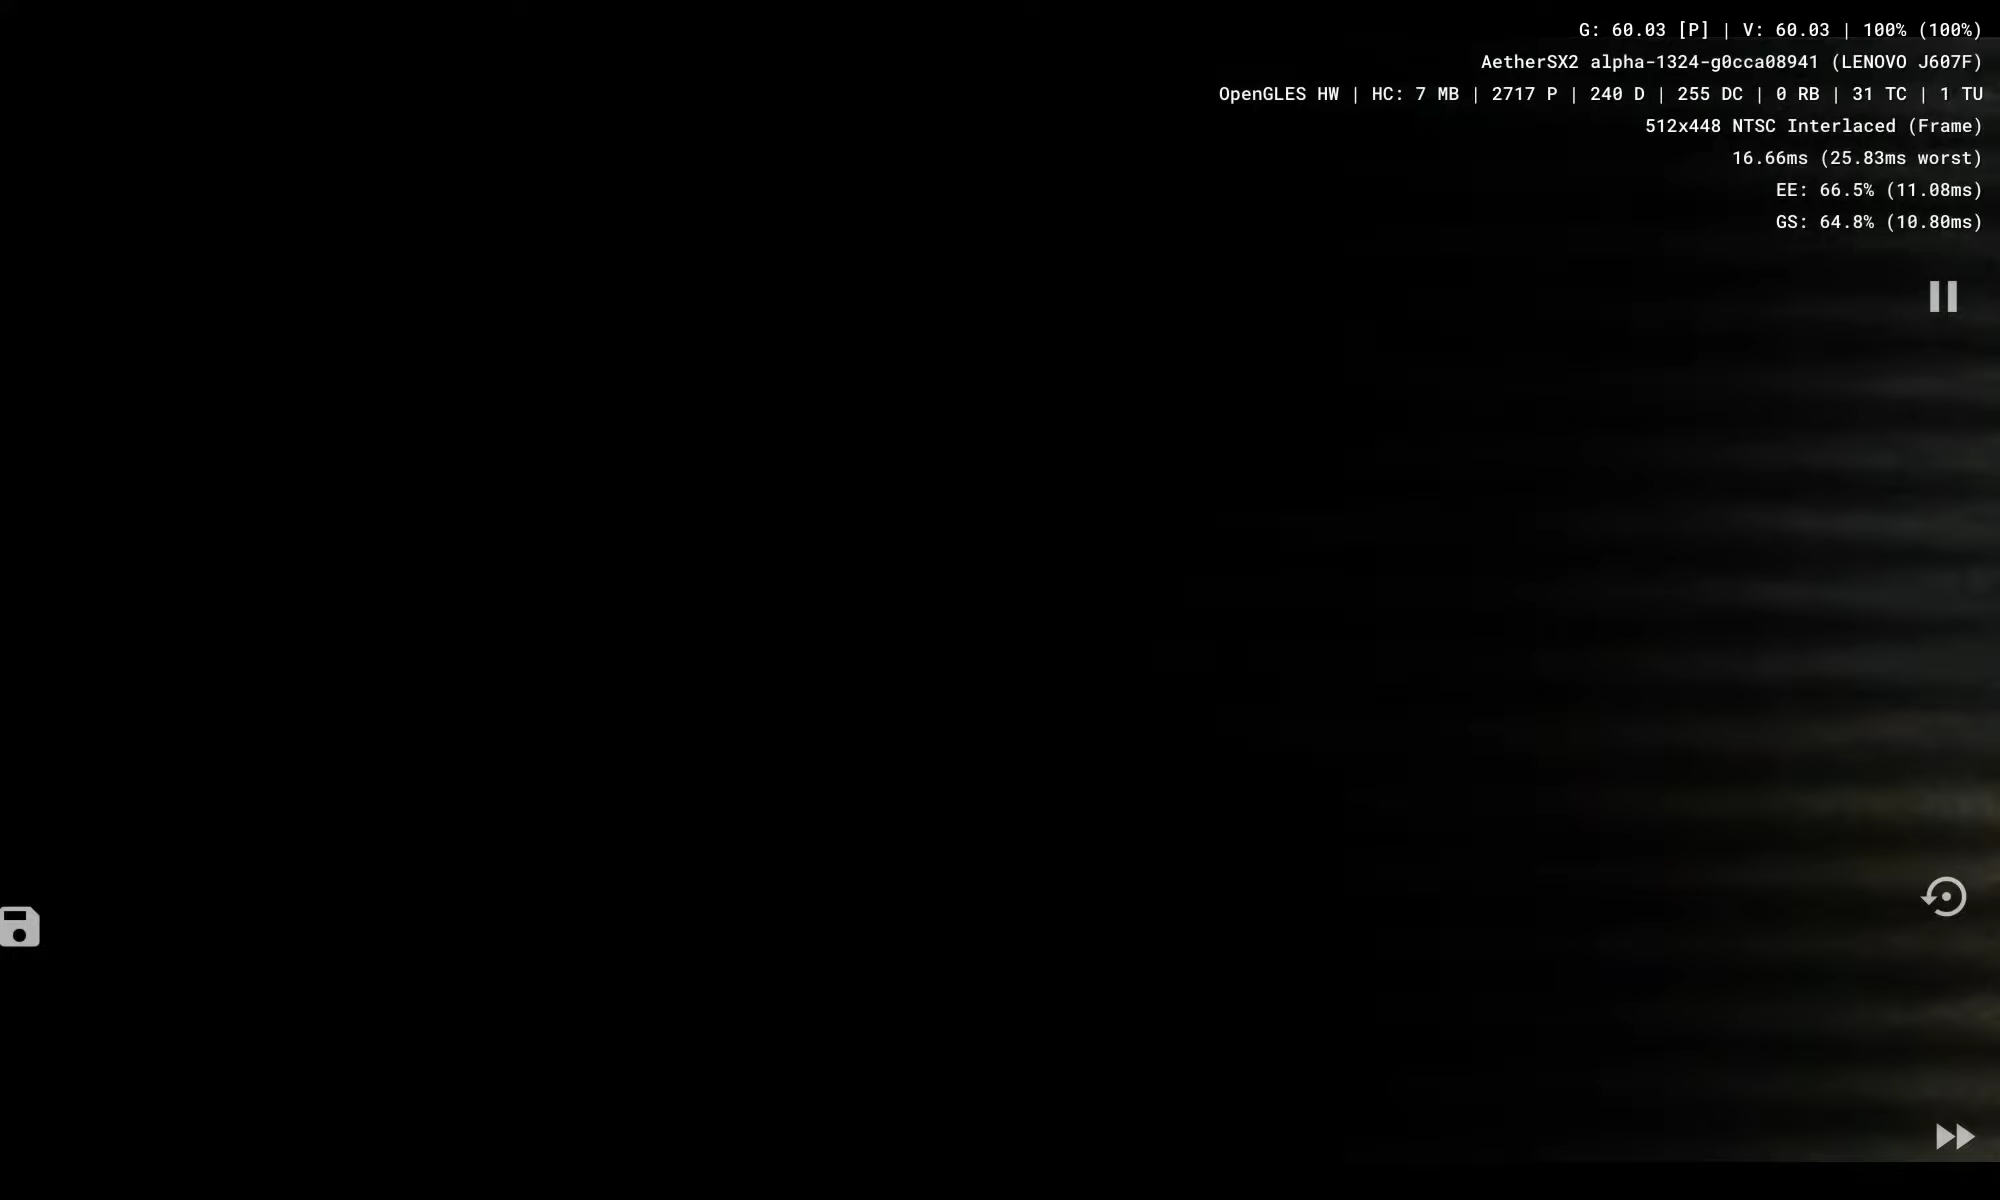 G: 60.03 [P] | V: 60.03 | 100% (100%)
AetherSX2 alpha-1324-g0cca08941 (LENOVO J607F)
OpenGLES HW | HC: 7 MB | 2717 P | 240 D | 255 DC | 0 RB | 31 TC | 1 TU
512x448 NTSC Interlaced (Frame)
16.66ms (25.83ms worst)
EE: 66.5% (11.08ms)
GS: 64.8% (10.80ms)